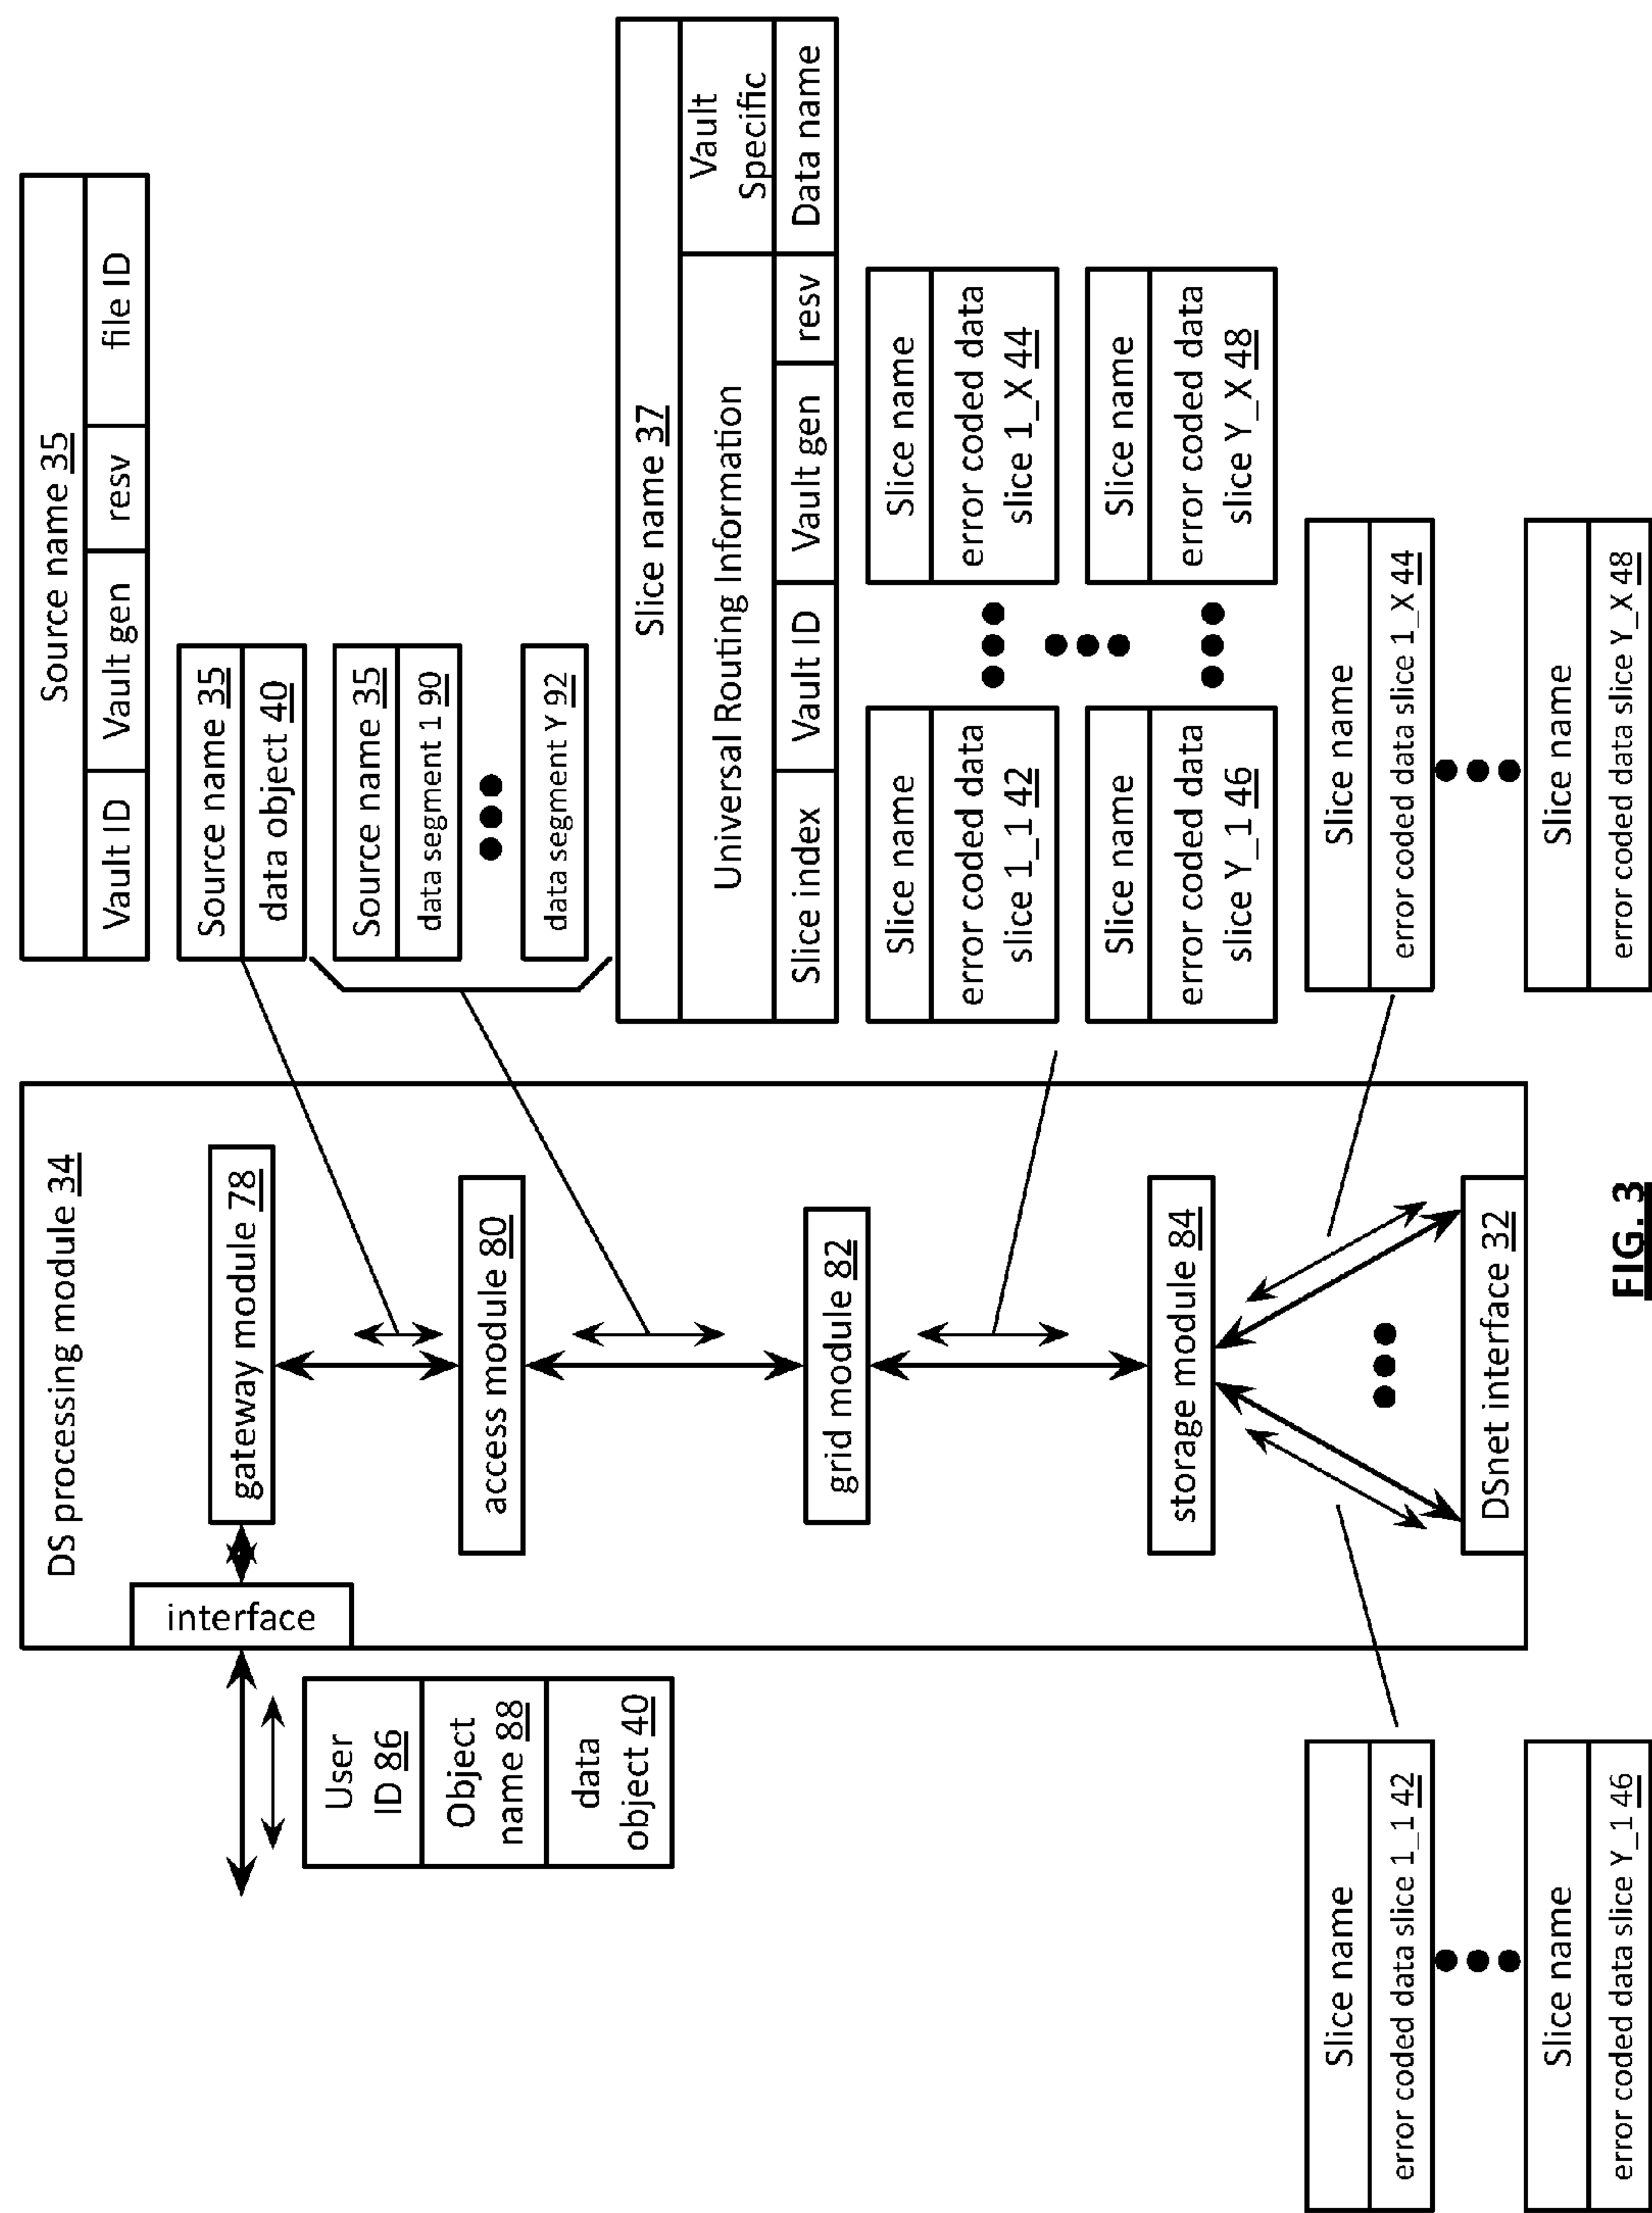 DS processing module 34
interface
gateway module 78
access module 80
grid module 82
storage module 84
DSnet interface 32
User
ID 86
Object
name 88
data
object 40
Source name 35
Vault ID
Vault gen
resv
file ID
Source name 35
data object 40
Source name 35
data segment 1 90
data segment Y 92
Slice name 37
Universal Routing Information
Vault
Specific
Slice index
Vault ID
Vault gen
resv
Data name
Slice name
error coded data
slice 1_1 42
Slice name
error coded data
slice 1_X 44
Slice name
error coded data
slice Y_1 46
Slice name
error coded data
slice Y_X 48
Slice name
error coded data slice 1_1 42
Slice name
error coded data slice Y_1 46
Slice name
error coded data slice 1_X 44
Slice name
error coded data slice Y_X 48
FIG. 3